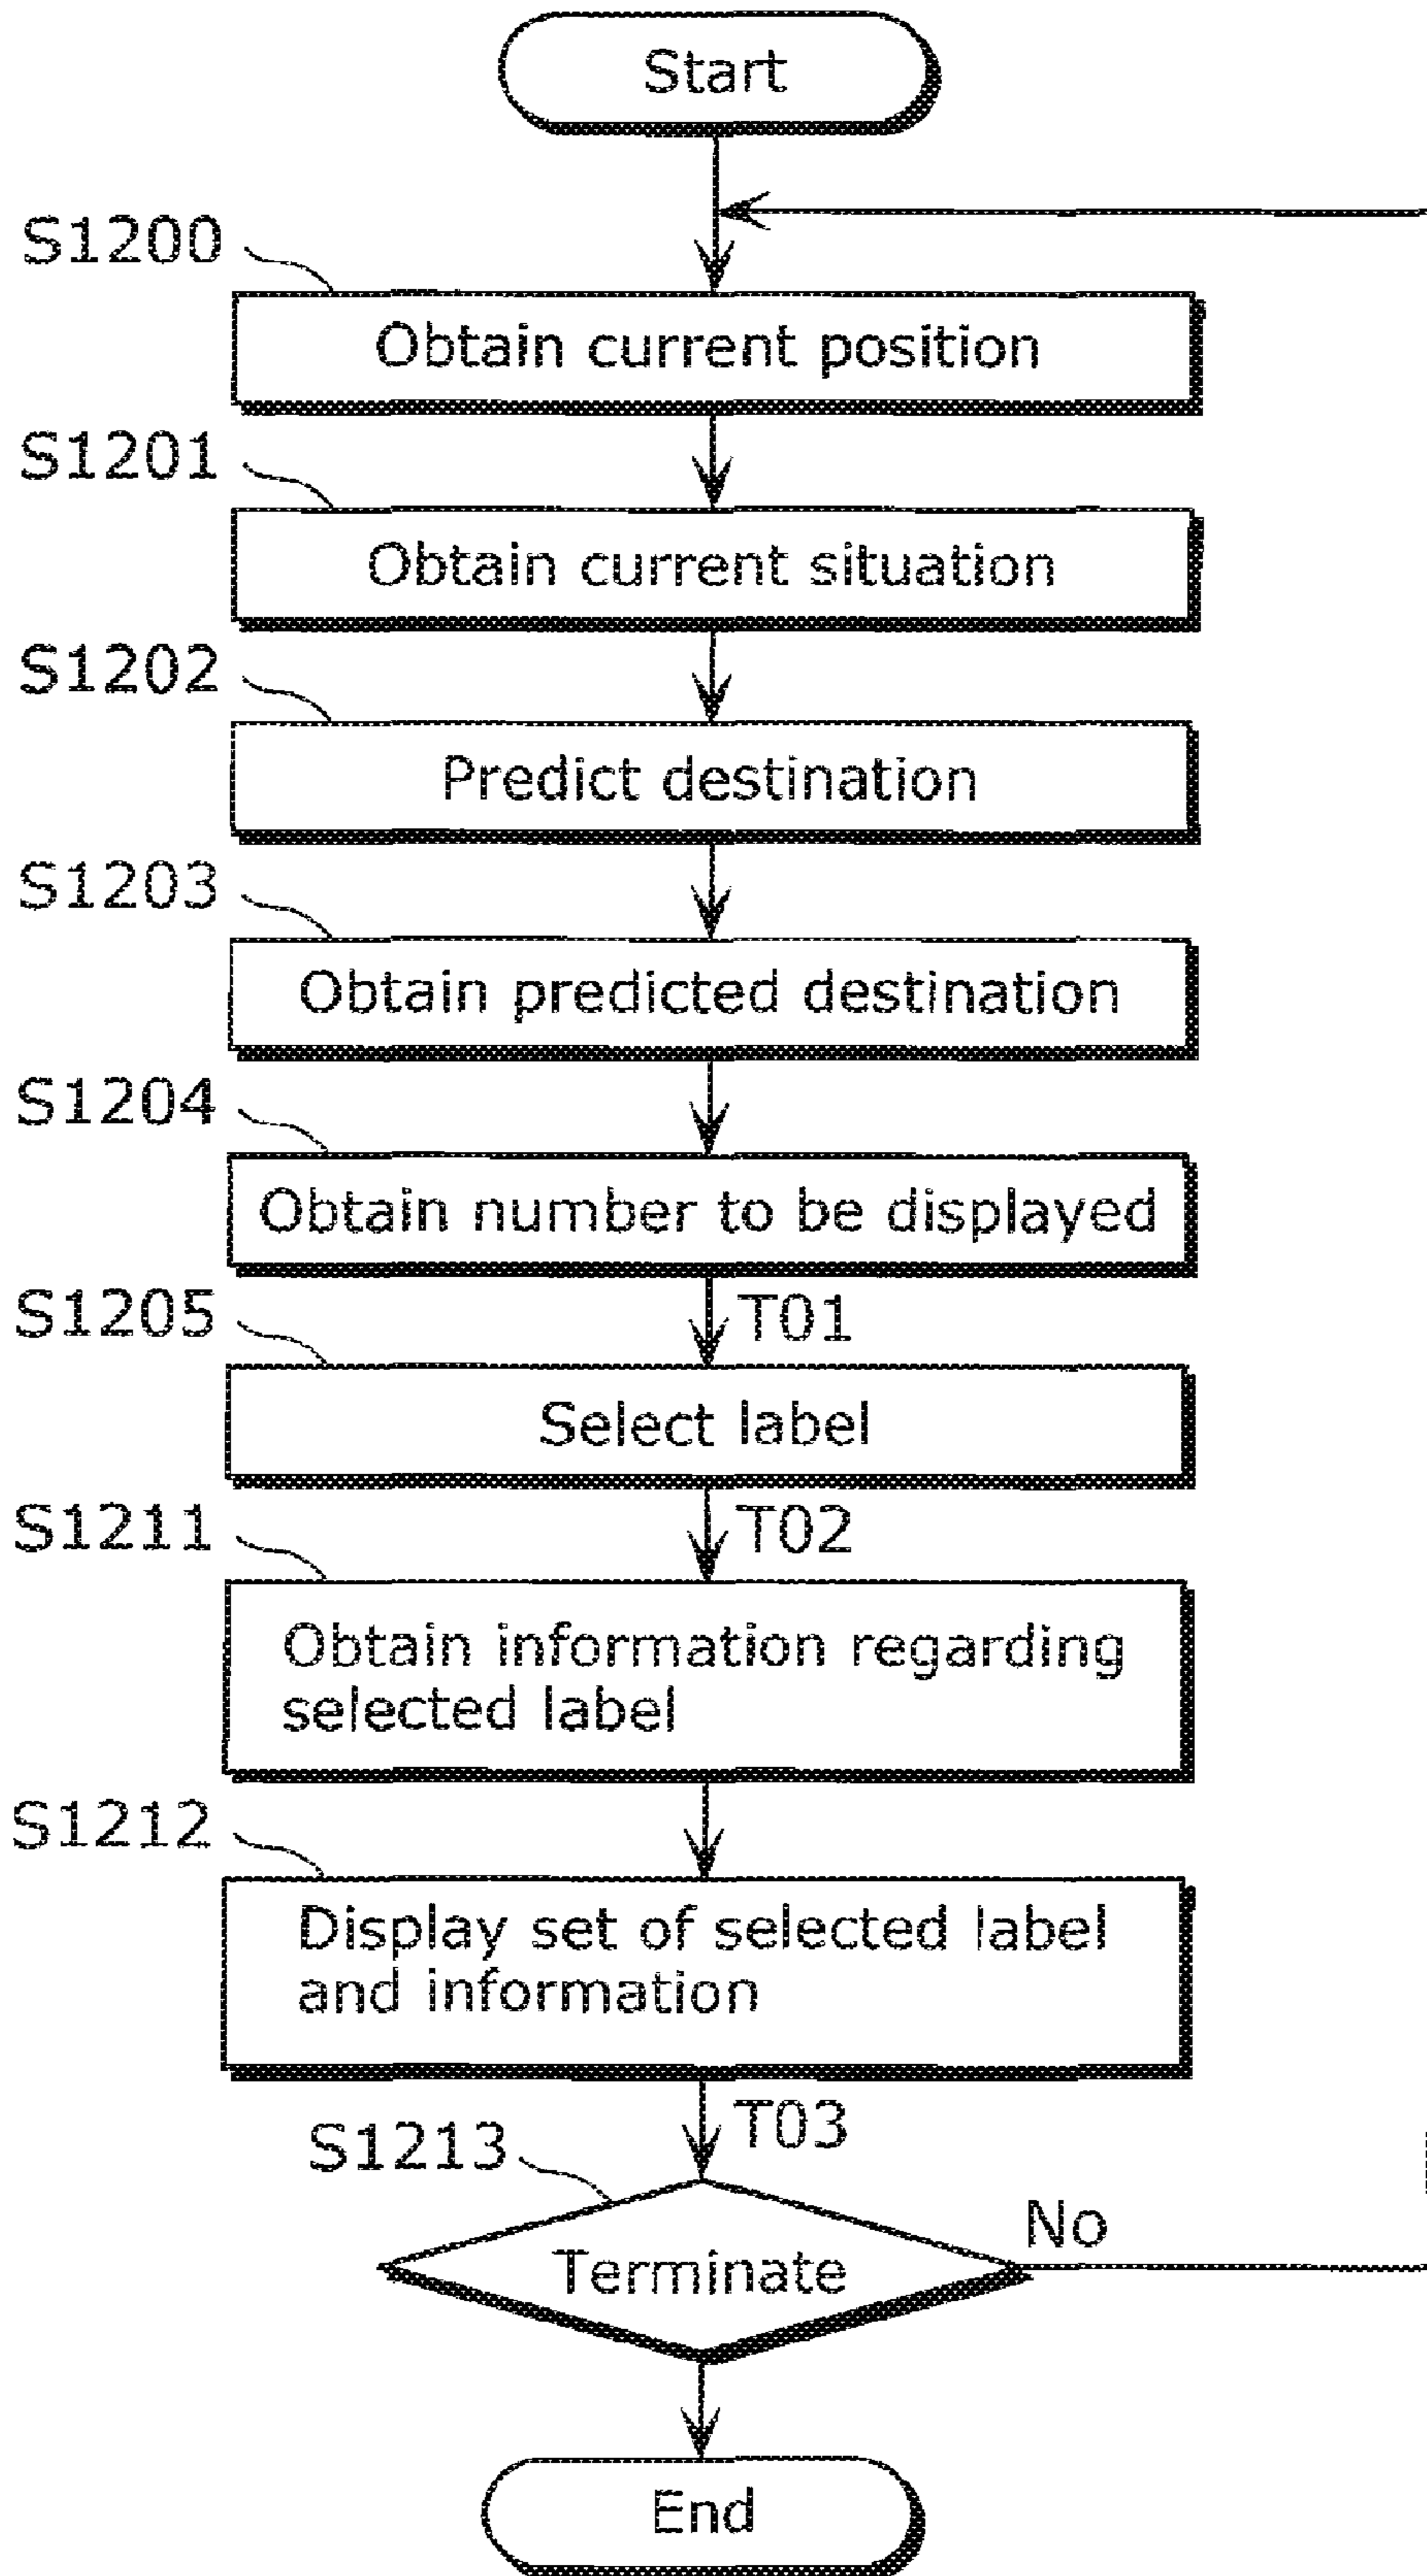 Start
S1200
Obtain current position
S1201
Obtain current situation
S1202
Predict destination
S1203
Obtain predicted destination
S1204
Obtain number to be displayed
T01
S1205
Select label
T02
S1211
Obtain information regarding
selected label
S1212
Display set of selected label
and information
T03
S1213
No
Terminate
End